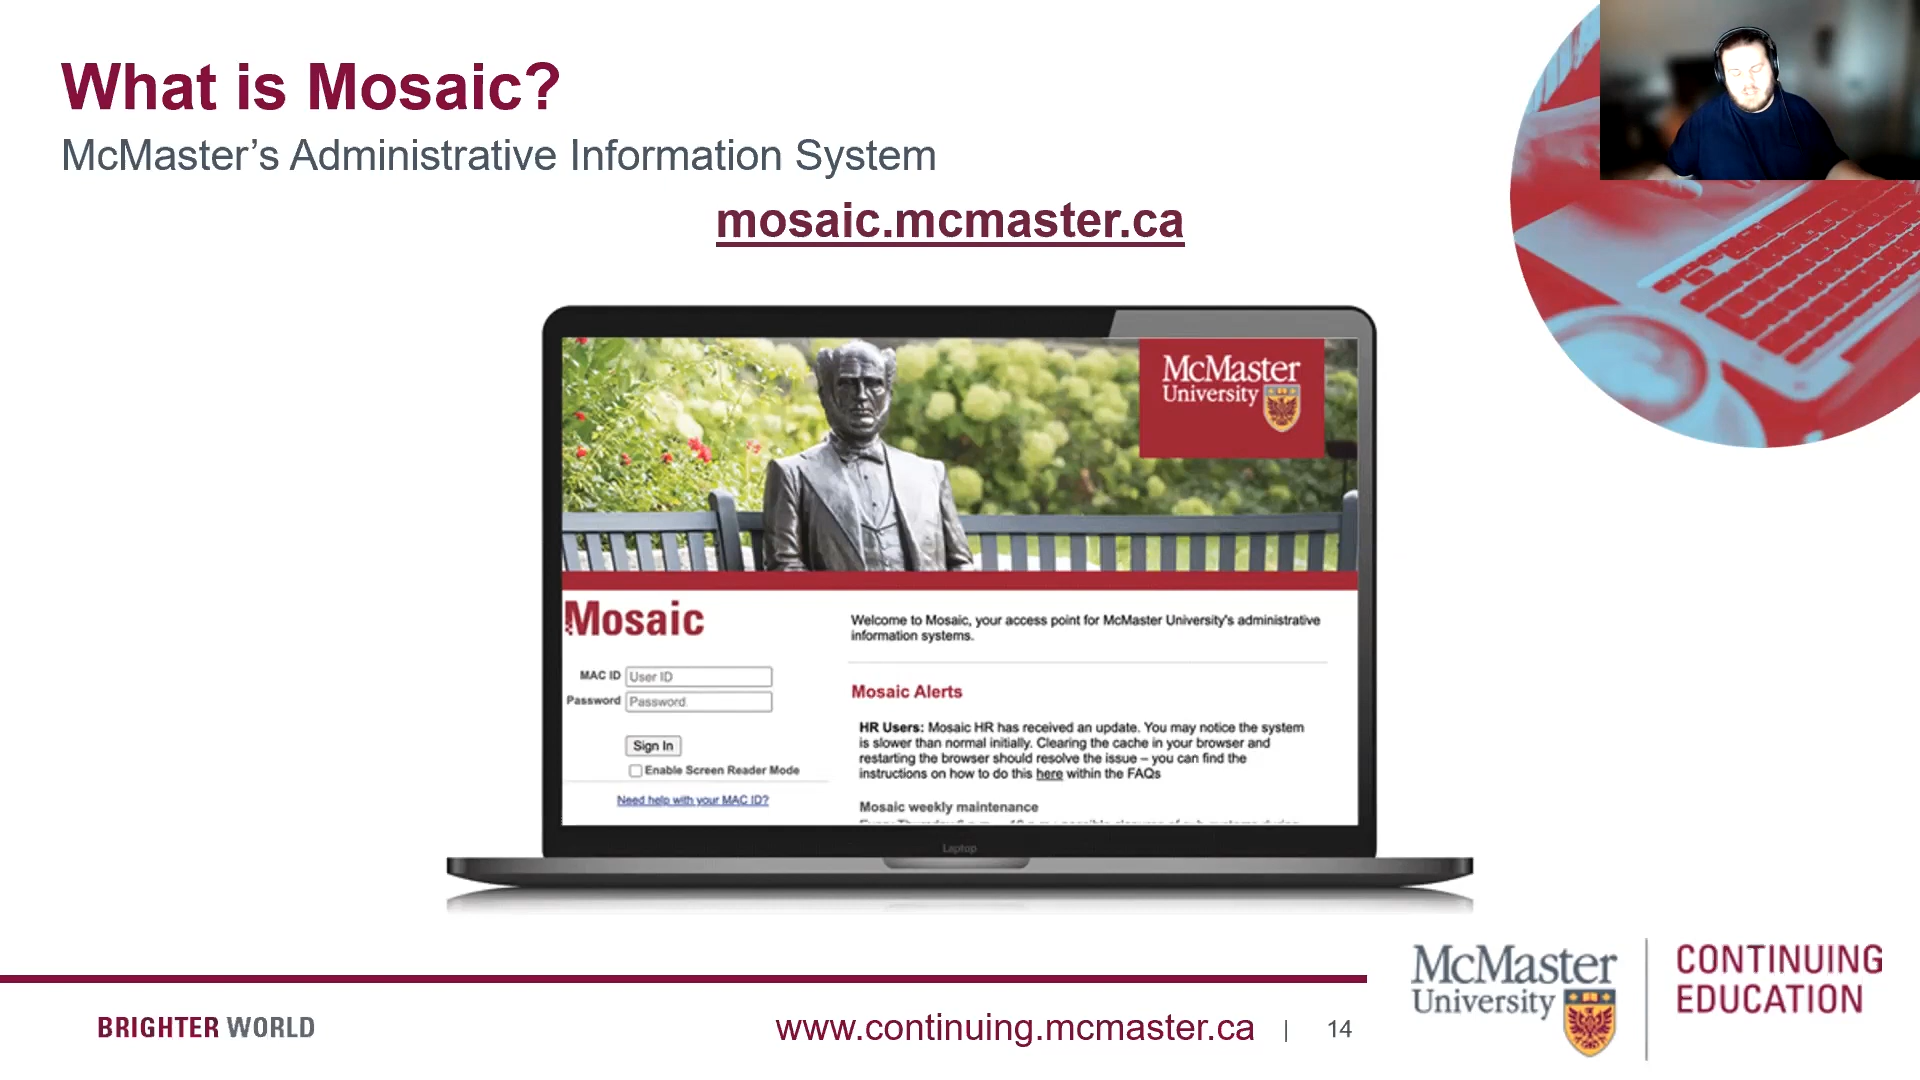 What is Mosaic?
McMaster's Administrative Information System
mosaic.mcmaster.ca
McMaster
University
Mosaic
Welcome to Mosaic, your access point for McMaster University's administrative
information systems.
MAC ID User ID
Password Password
Sign In
Enable Screen Reader Mode
Need help with your MAC ID?
Mosaic Alerts
HR Users: Mosaic HR has received an update. You may notice the system
is slower than normal initially. Clearing the cache in your browser and
restarting the browser should resolve the issue – you can find the
instructions on how to do this here within the FAQs
Mosaic weekly maintenance
Laptop
BRIGHTER WORLD
www.continuing.mcmaster.ca | 14
McMaster
University
CONTINUING
EDUCATION